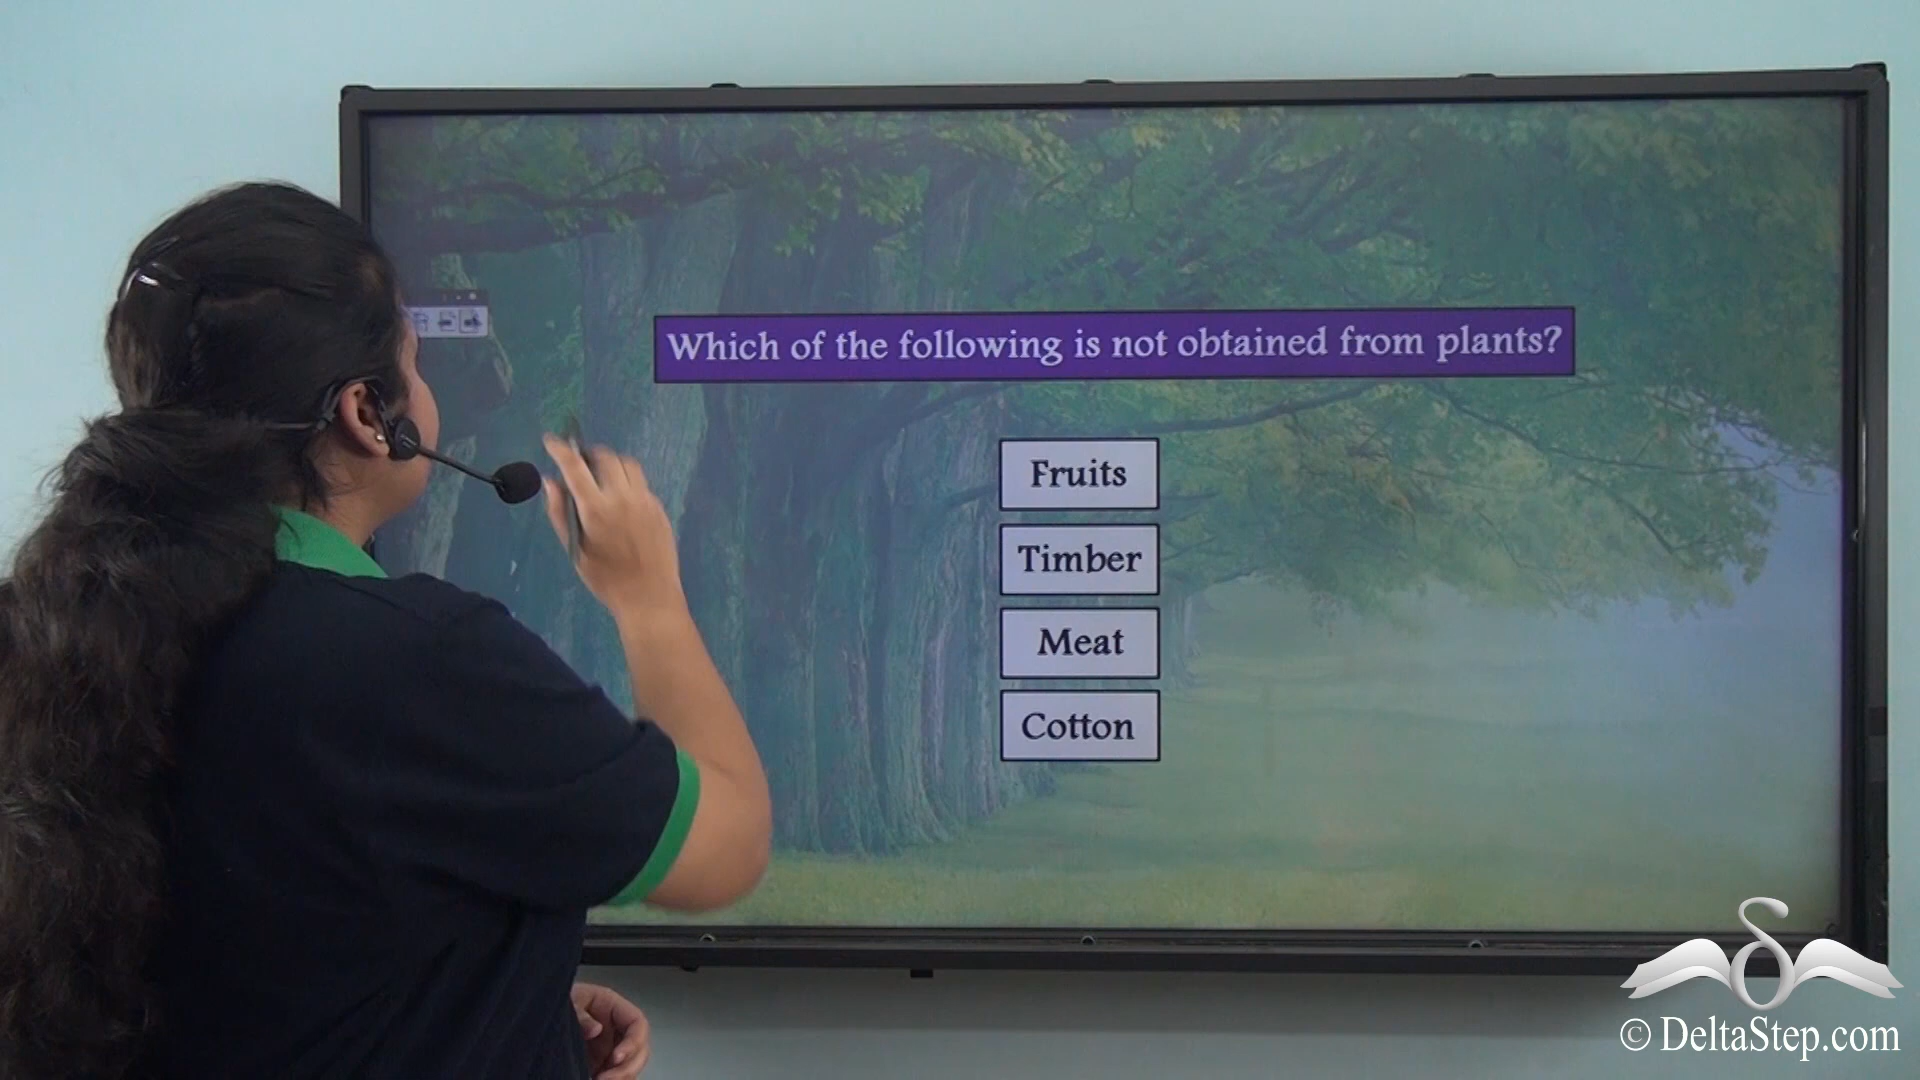 Which of the following is not obtained from plants?
Fruits
Timber
Meat
Cotton
© DeltaStep.com